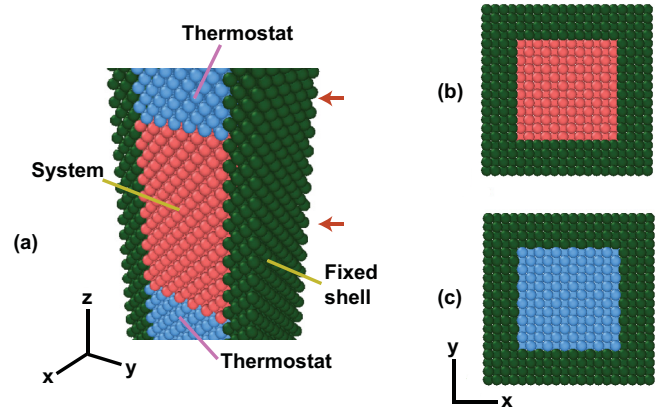 Thermostat
(b)
System
(a)
Fixed
shell
z
(c)
Thermostat
x
y
y
x